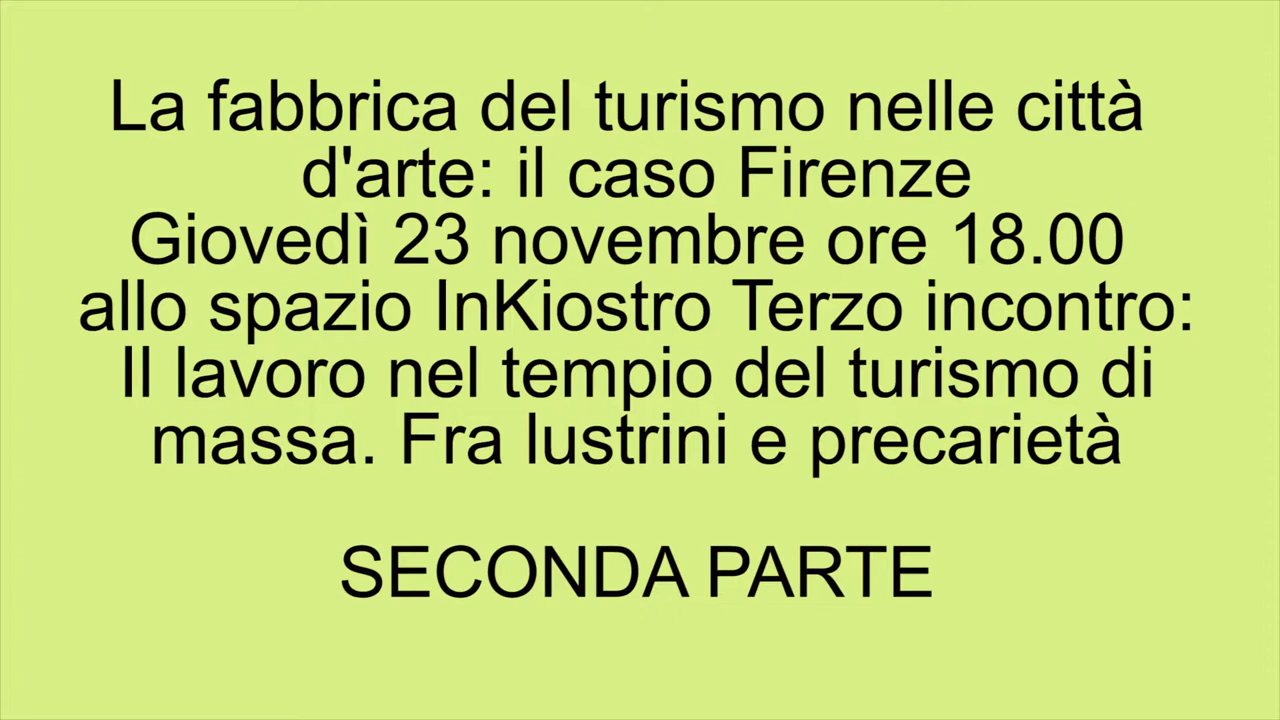 La fabbrica del turismo nelle città
d'arte: il caso Firenze
Giovedì 23 novembre ore 18.00
allo spazio InKiostro Terzo incontro:
Il lavoro nel tempio del turismo di
massa. Fra lustrini e precarietà
SECONDA PARTE